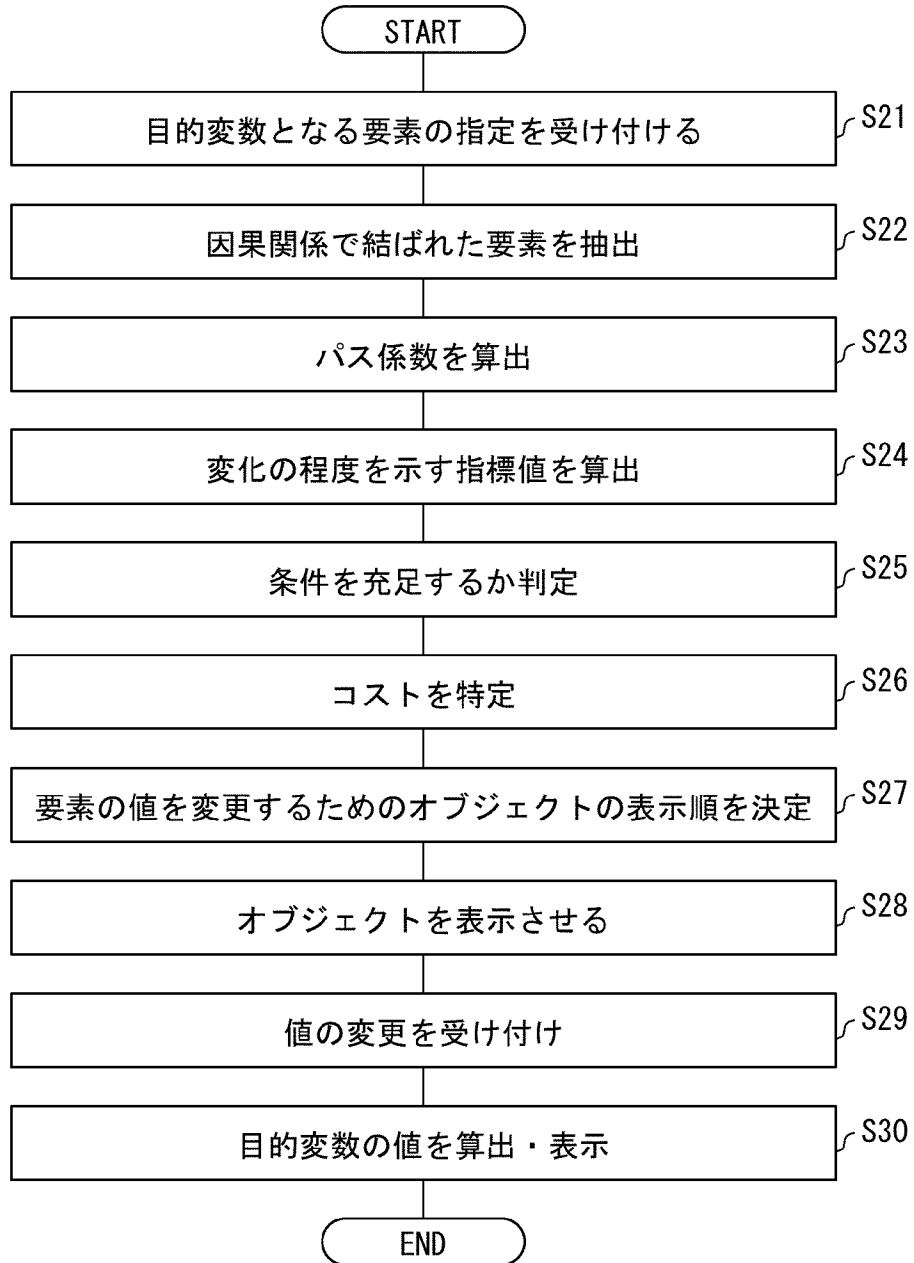 START
目的変数となる要素の指定を受け付ける
S21
因果関係で結ばれた要素を抽出
S22
パス係数を算出
S23
変化の程度を示す指標値を算出
S24
条件を充足するか判定
S25
コストを特定
S26
要素の値を変更するためのオブジェクトの表示順を決定
S27
オブジェクトを表示させる
S28
値の変更を受け付け
S29
目的変数の値を算出・表示
S30
END